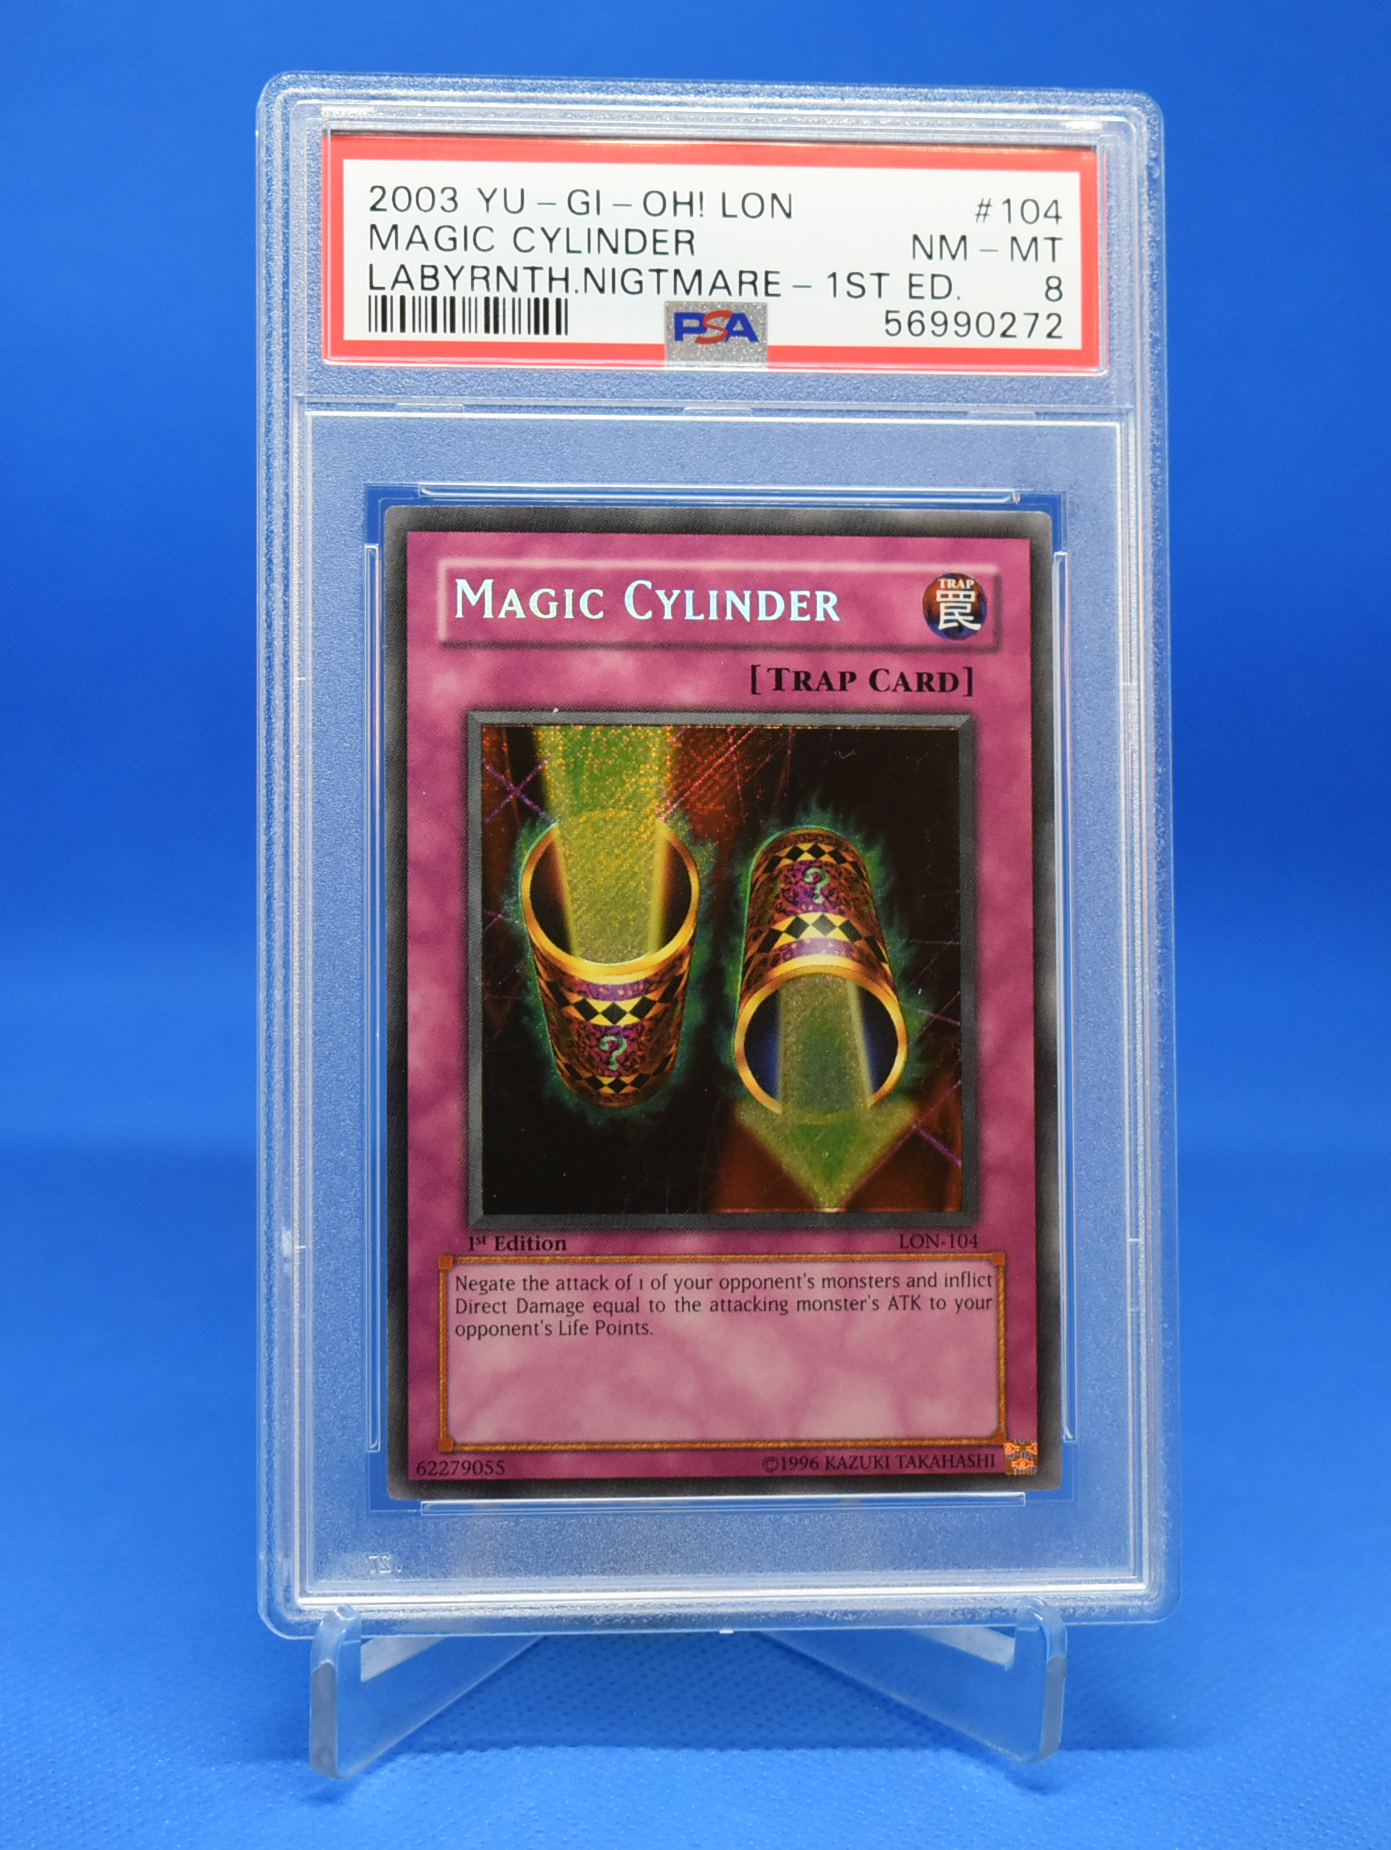 2003 YU-GI-OH! LON #104
MAGIC CYLINDER NM-MT
LABYRNTH.NIGTMARE-1ST ED. 8
PSA 56990272
MAGIC CYLINDER
TRAP
罠
[TRAP CARD]
?
?
1st Edition LON-104
Negate the attack of 1 of your opponent's monsters and inflict
Direct Damage equal to the attacking monster's ATK to your
opponent's Life Points.
62279055 ©1996 KAZUKI TAKAHASHI